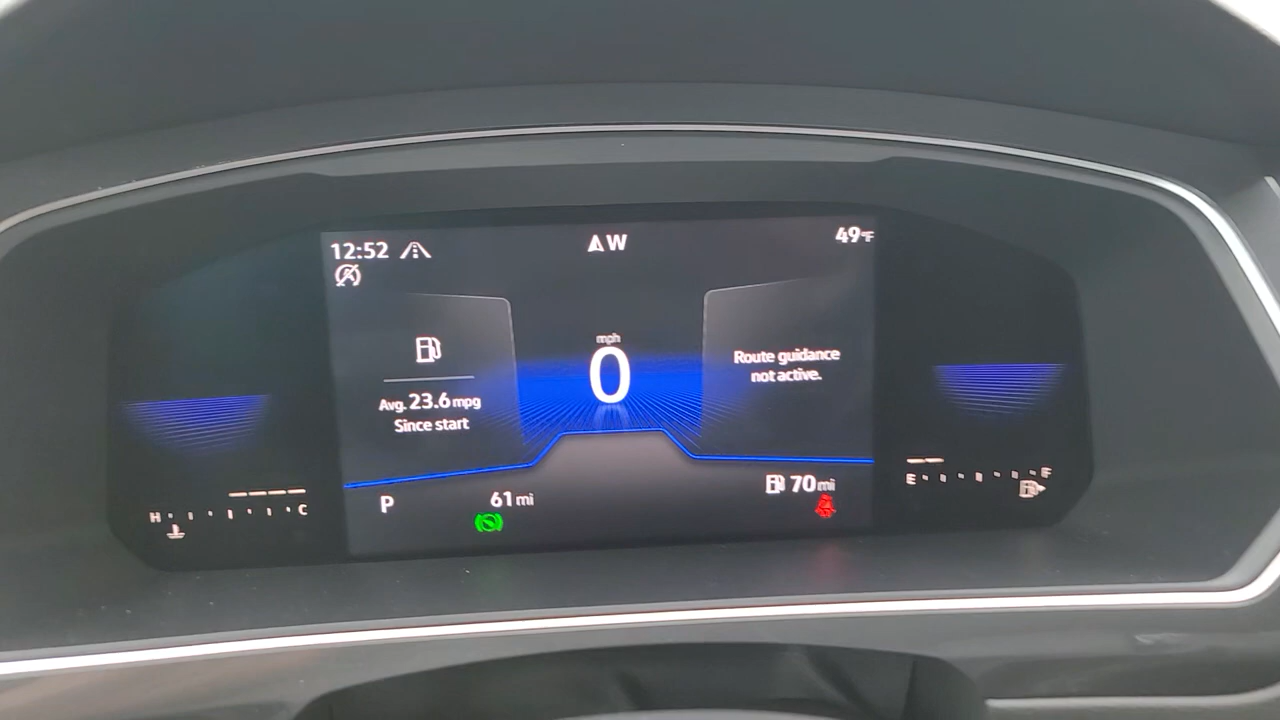 12:52
W
49°F
mph
0
Avg. 23.6 mpg
Since start
Route guidance
not active.
H
C
P
61 mi
70 mi
E
F